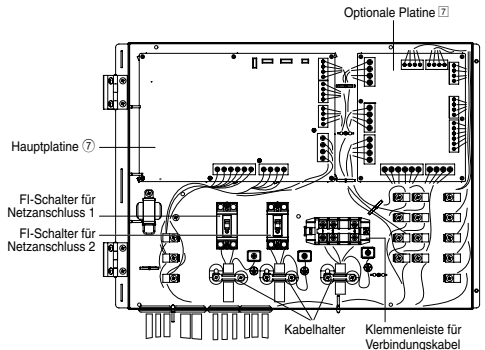 Optionale Platine 7
Hauptplatine ⑦
FI-Schalter für
Netzanschluss 1
FI-Schalter für
Netzanschluss 2
Kabelhalter
Klemmenleiste für
Verbindungskabel